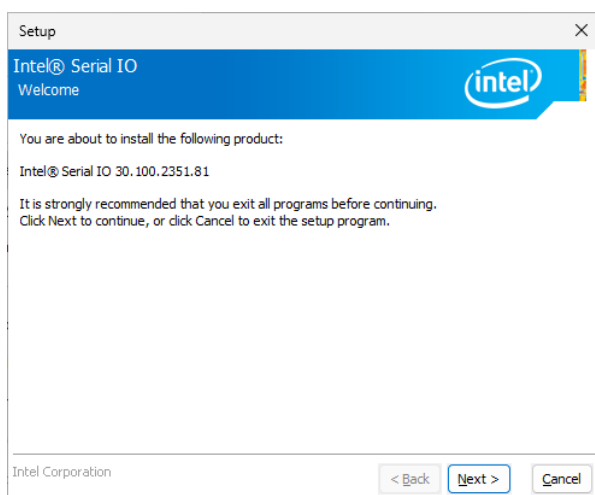 Setup
Intel® Serial IO
Welcome
intel
You are about to install the following product:
Intel® Serial IO 30.100.2351.81
It is strongly recommended that you exit all programs before continuing.
Click Next to continue, or click Cancel to exit the setup program.
Intel Corporation
< Back Next > Cancel